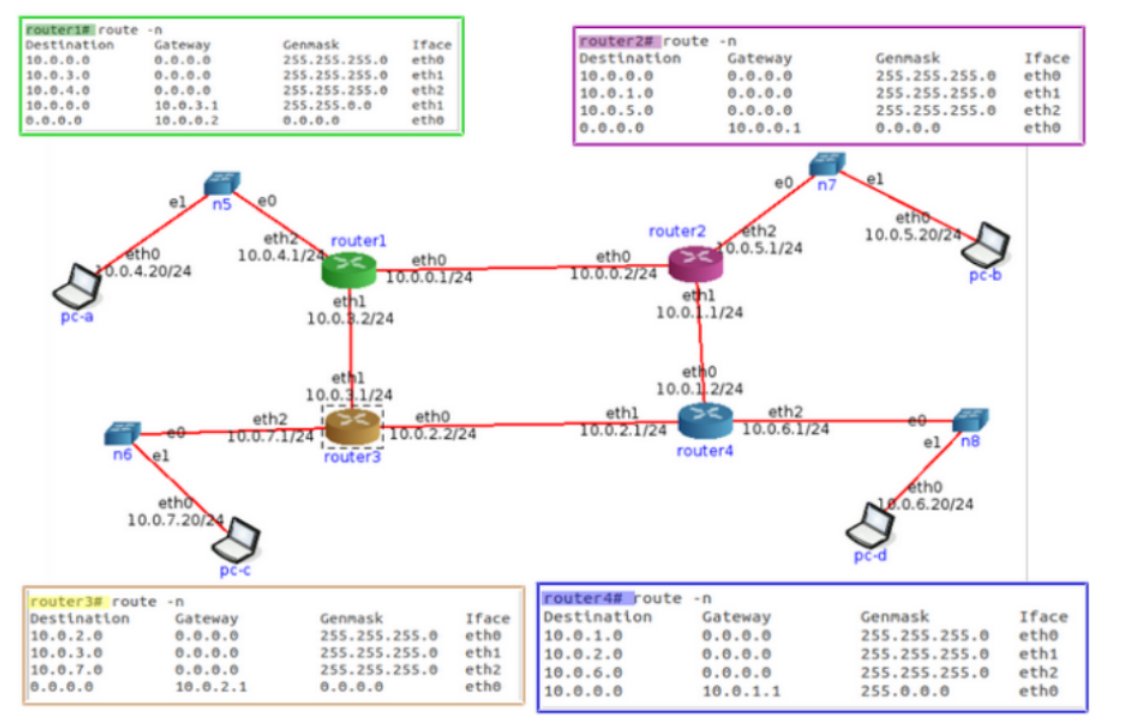 router1# route -n
Destination Gateway Genmask Iface
10.0.0.0 0.0.0.0 255.255.255.0 eth0
10.0.3.0 0.0.0.0 255.255.255.0 eth1
10.0.4.0 0.0.0.0 255.255.255.0 eth2
10.0.0.0 10.0.3.1 255.255.0.0 eth1
0.0.0.0 10.0.0.2 0.0.0.0 eth0
router2# route -n
Destination Gateway Genmask Iface
10.0.0.0 0.0.0.0 255.255.255.0 eth0
10.0.1.0 0.0.0.0 255.255.255.0 eth1
10.0.5.0 0.0.0.0 255.255.255.0 eth2
0.0.0.0 10.0.0.1 0.0.0.0 eth0
n5
e1
e0
eth2
10.0.4.1/24
router1
eth0
10.0.4.20/24
pc-a
eth0
10.0.0.1/24
eth1
10.0.3.2/24
n7
e0
e1
router2
eth2
10.0.5.1/24
eth0
10.0.5.20/24
pc-b
eth0
10.0.0.2/24
eth1
10.0.1.1/24
eth1
10.0.3.1/24
eth2
10.0.7.1/24
eth0
10.0.2.2/24
router3
e0
n6
e1
eth0
10.0.7.20/24
pc-c
eth0
10.0.1.2/24
eth1
10.0.2.1/24
eth2
10.0.6.1/24
router4
e0
n8
e1
eth0
10.0.6.20/24
pc-d
router3# route -n
Destination Gateway Genmask Iface
10.0.2.0 0.0.0.0 255.255.255.0 eth0
10.0.3.0 0.0.0.0 255.255.255.0 eth1
10.0.7.0 0.0.0.0 255.255.255.0 eth2
0.0.0.0 10.0.2.1 0.0.0.0 eth0
router4# route -n
Destination Gateway Genmask Iface
10.0.1.0 0.0.0.0 255.255.255.0 eth0
10.0.2.0 0.0.0.0 255.255.255.0 eth1
10.0.6.0 0.0.0.0 255.255.255.0 eth2
10.0.0.0 10.0.1.1 255.0.0.0 eth0